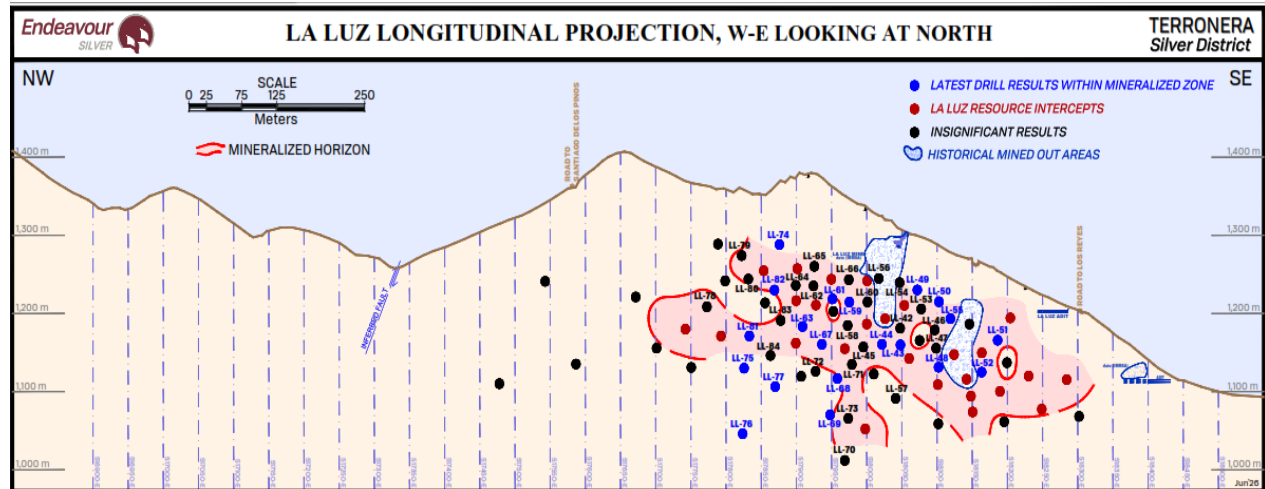 Endeavour
SILVER
LA LUZ LONGITUDINAL PROJECTION, W-E LOOKING AT NORTH
TERRONERA
Silver District
NW
SE
SCALE
0 25 75 125 250
Meters
MINERALIZED HORIZON
ROAD TO
SANTIAGO DE LOS PINOS
LATEST DRILL RESULTS WITHIN MINERALIZED ZONE
LA LUZ RESOURCE INTERCEPTS
INSIGNIFICANT RESULTS
HISTORICAL MINED OUT AREAS
1,400 m
1,400 m
1,300 m
1,300 m
1,200 m
1,200 m
1,100 m
1,100 m
1,000 m
1,000 m
INFERRED FAULT
ROAD TO LOS REYES
LA LUZ ADIT
LL-74
LL-79
LL-65
LL-66
LL-56
LL-82
LL-64
LL-49
LL-80
LL-61
LL-60
LL-54
LL-50
LL-78
LL-62
LL-53
LL-83
LL-59
LL-55
LL-63
LL-42
LL-46
LL-81
LL-67
LL-58
LL-44
LL-47
LL-51
LL-84
LL-45
LL-43
LL-75
LL-72
LL-48
LL-52
LL-77
LL-71
LL-68
LL-57
LL-73
LL-69
LL-76
LL-70
Jun'26